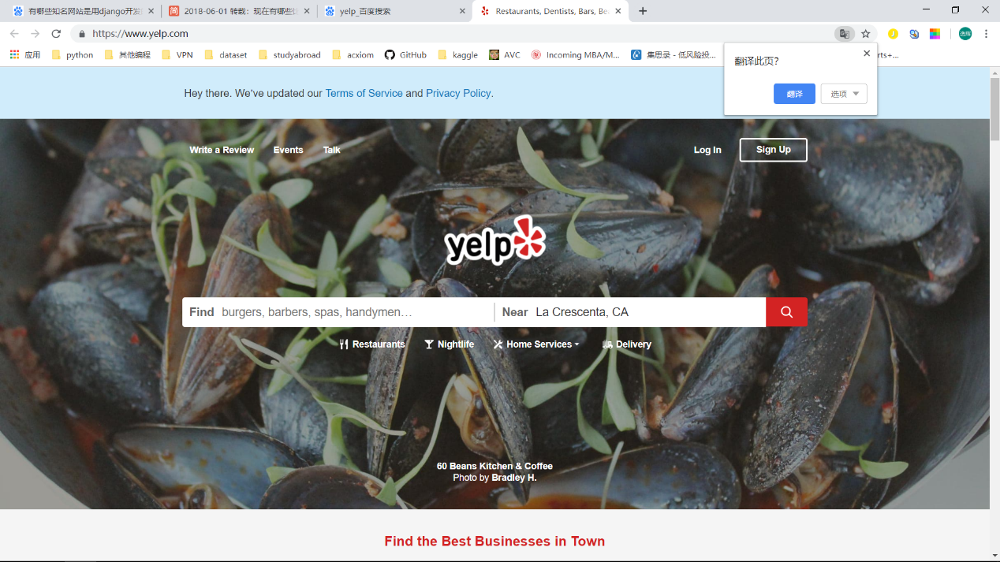 有哪些知名网站是用django开发
2018-06-01 转载：现在有哪些
yelp_百度搜索
Restaurants, Dentists, Bars, Be
https://www.yelp.com
应用
python
其他编程
VPN
dataset
studyabroad
acxiom
GitHub
kaggle
AVC
Incoming MBA/M...
集思录 - 低风险投...
rts+...
翻译此页？
翻译
选项
Hey there. We've updated our Terms of Service and Privacy Policy.
Write a Review
Events
Talk
Log In
Sign Up
yelp
Find burgers, barbers, spas, handymen…
Near La Crescenta, CA
Restaurants
Nightlife
Home Services
Delivery
60 Beans Kitchen & Coffee
Photo by Bradley H.
Find the Best Businesses in Town